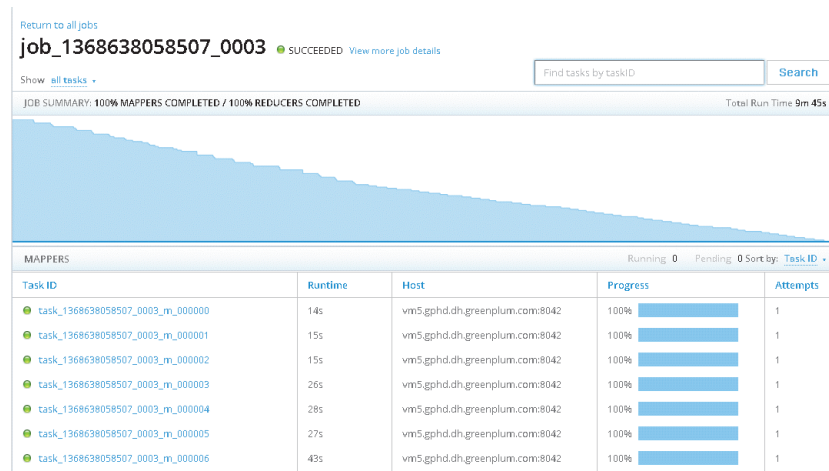 Return to all jobs
job_1368638058507_0003 SUCCEEDED View more job details
Show all tasks
Find tasks by taskID Search
JOB SUMMARY: 100% MAPPERS COMPLETED / 100% REDUCERS COMPLETED Total Run Time 9m 45s
MAPPERS Running 0 Pending 0 Sort by: Task ID
Task ID Runtime Host Progress Attempts
task_1368638058507_0003_m_000000 14s vm5.gphd.dh.greenplum.com:8042 100% 1
task_1368638058507_0003_m_000001 15s vm5.gphd.dh.greenplum.com:8042 100% 1
task_1368638058507_0003_m_000002 15s vm5.gphd.dh.greenplum.com:8042 100% 1
task_1368638058507_0003_m_000003 26s vm5.gphd.dh.greenplum.com:8042 100% 1
task_1368638058507_0003_m_000004 28s vm5.gphd.dh.greenplum.com:8042 100% 1
task_1368638058507_0003_m_000005 27s vm5.gphd.dh.greenplum.com:8042 100% 1
task_1368638058507_0003_m_000006 43s vm5.gphd.dh.greenplum.com:8042 100% 1